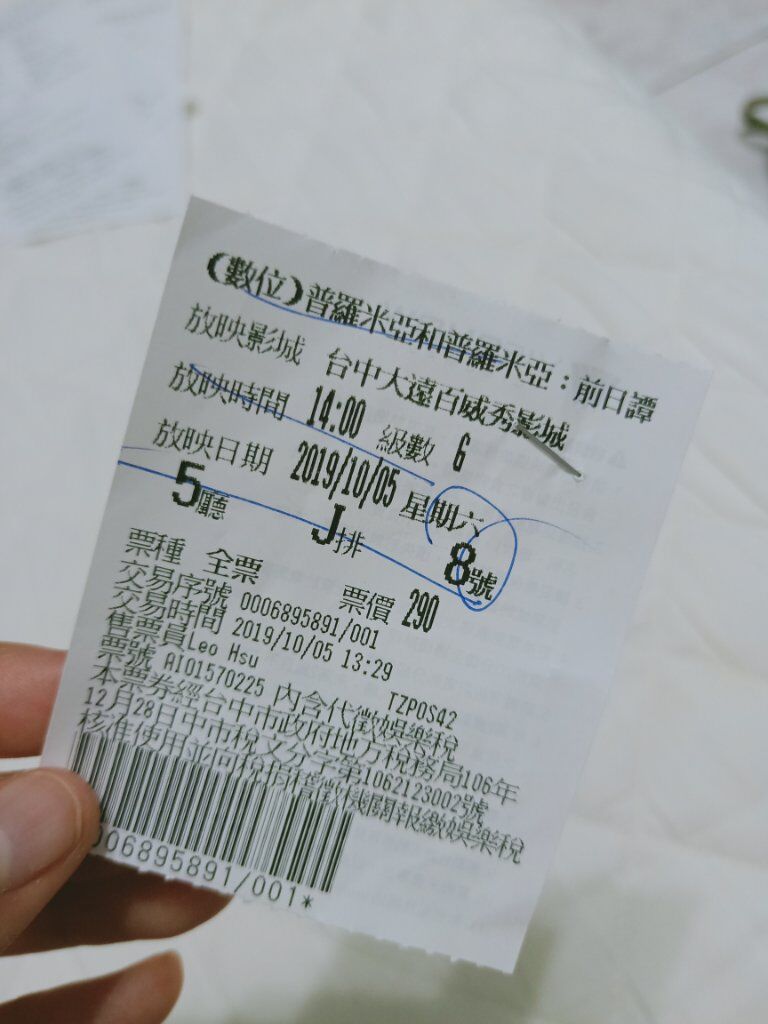 (數位)普羅米亞和普羅米亞:前日譚
放映影城 台中大遠百威秀影城
放映時間 14:00 級數 G
放映日期 2019/10/05 星期六
5廳 J排 8號
票種 全票 票價 290
交易序號 0006895891/001
交易時間 2019/10/05 13:29
售票員Leo Hsu TZPOS42
票號 AI01570225 內含代徵娛樂稅
本票券經台中市政府地方稅務局106年
12月28日中市稅文分字第1062123002號
核准使用並向稅捐稽徵機關報繳娛樂稅
0006895891/001*